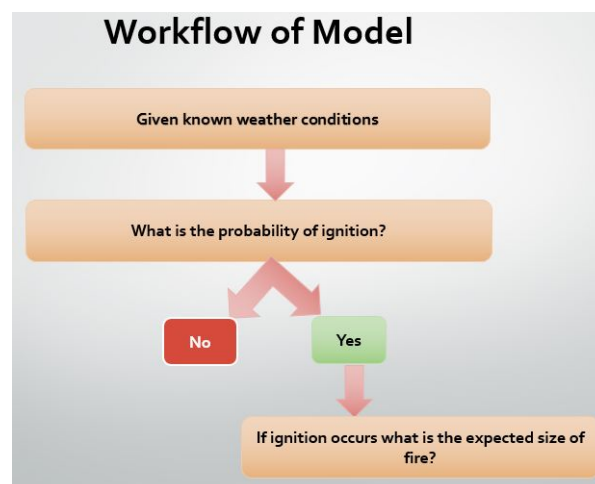 Workflow of Model
Given known weather conditions
What is the probability of ignition?
No
Yes
If ignition occurs what is the expected size of
fire?